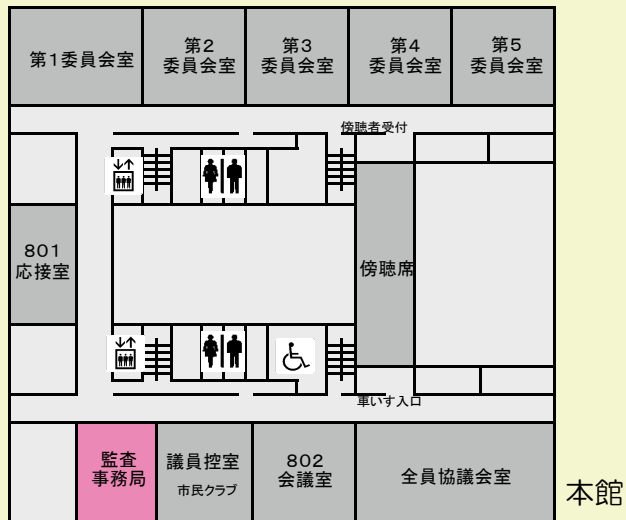 第1委員会室
第2
委員会室
第3
委員会室
第4
委員会室
第5
委員会室
傍聴者受付
801
応接室
傍聴席
車いす入口
監査
事務局
議員控室
市民クラブ
802
会議室
全員協議会室
本館